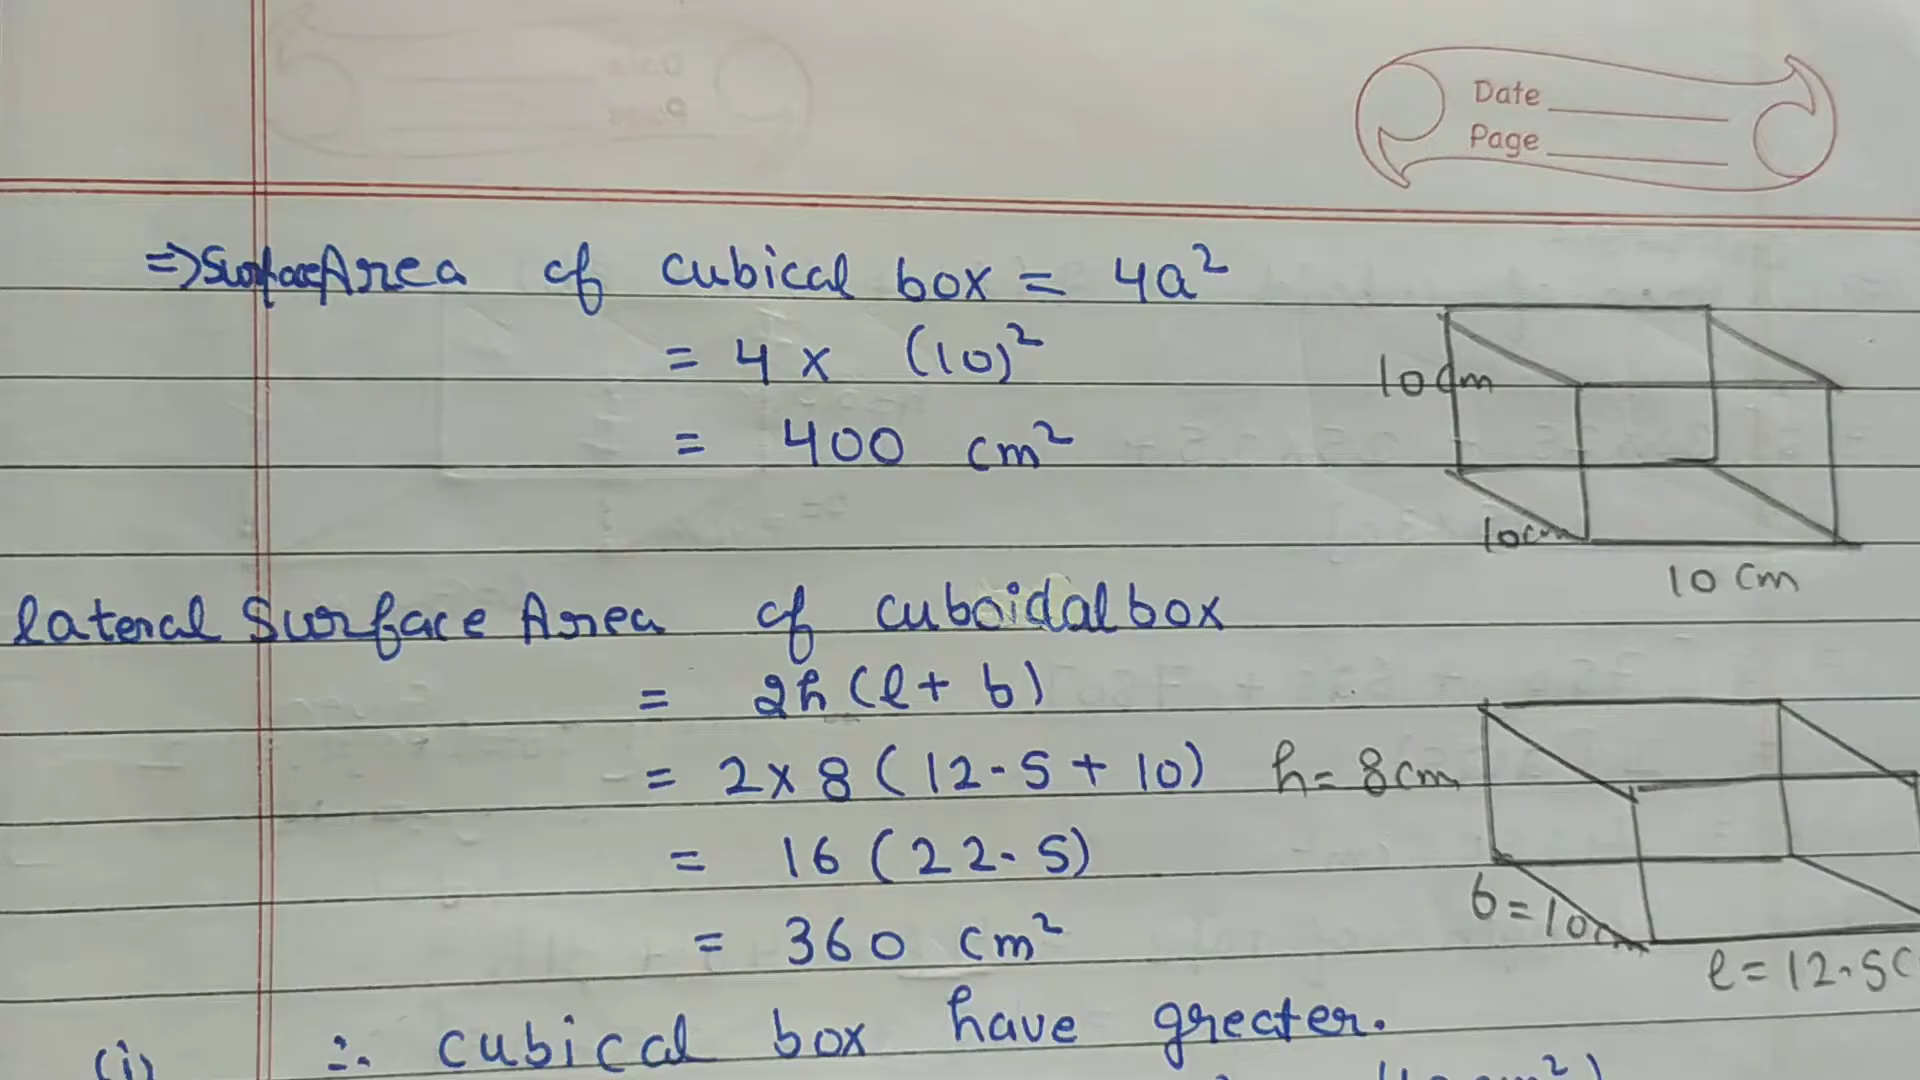 Date
Page
⇒Surface Area of cubical box = 4a²
= 4 x (10)²
= 400 cm²
10cm
10cm
10 cm
lateral Surface Area of cuboidal box
= 2h (l + b)
= 2 x 8 (12.5 + 10)
h = 8cm
= 16 (22.5)
= 360 cm²
b = 10cm
l = 12.5c
(i) ∴ cubical box have greater.